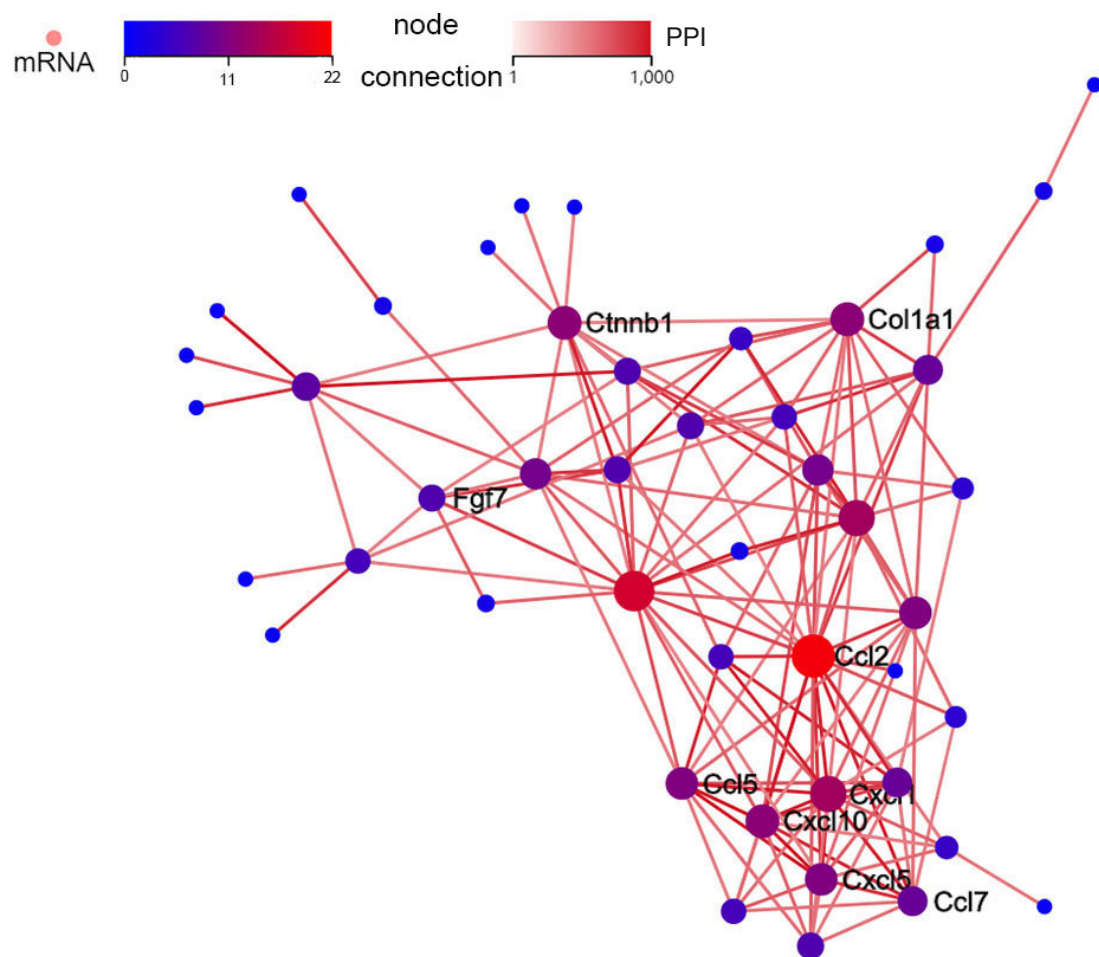 node
PPI
mRNA
0
11
22
connection
1
1,000
Ctnnb1
Col1a1
Fgf7
Ccl2
Ccl5
Cxcl1
Cxcl10
Cxcl5
Ccl7